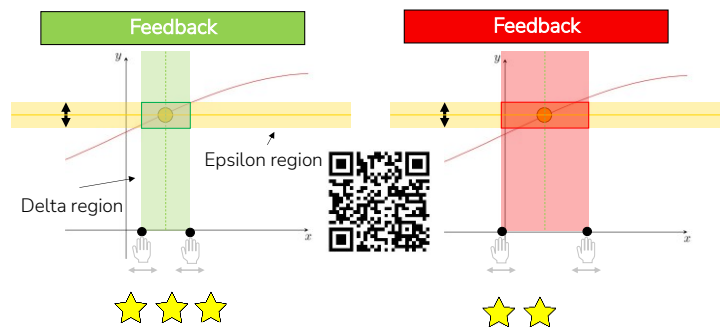 Feedback
Feedback
y
y
Epsilon region
Delta region
x
x